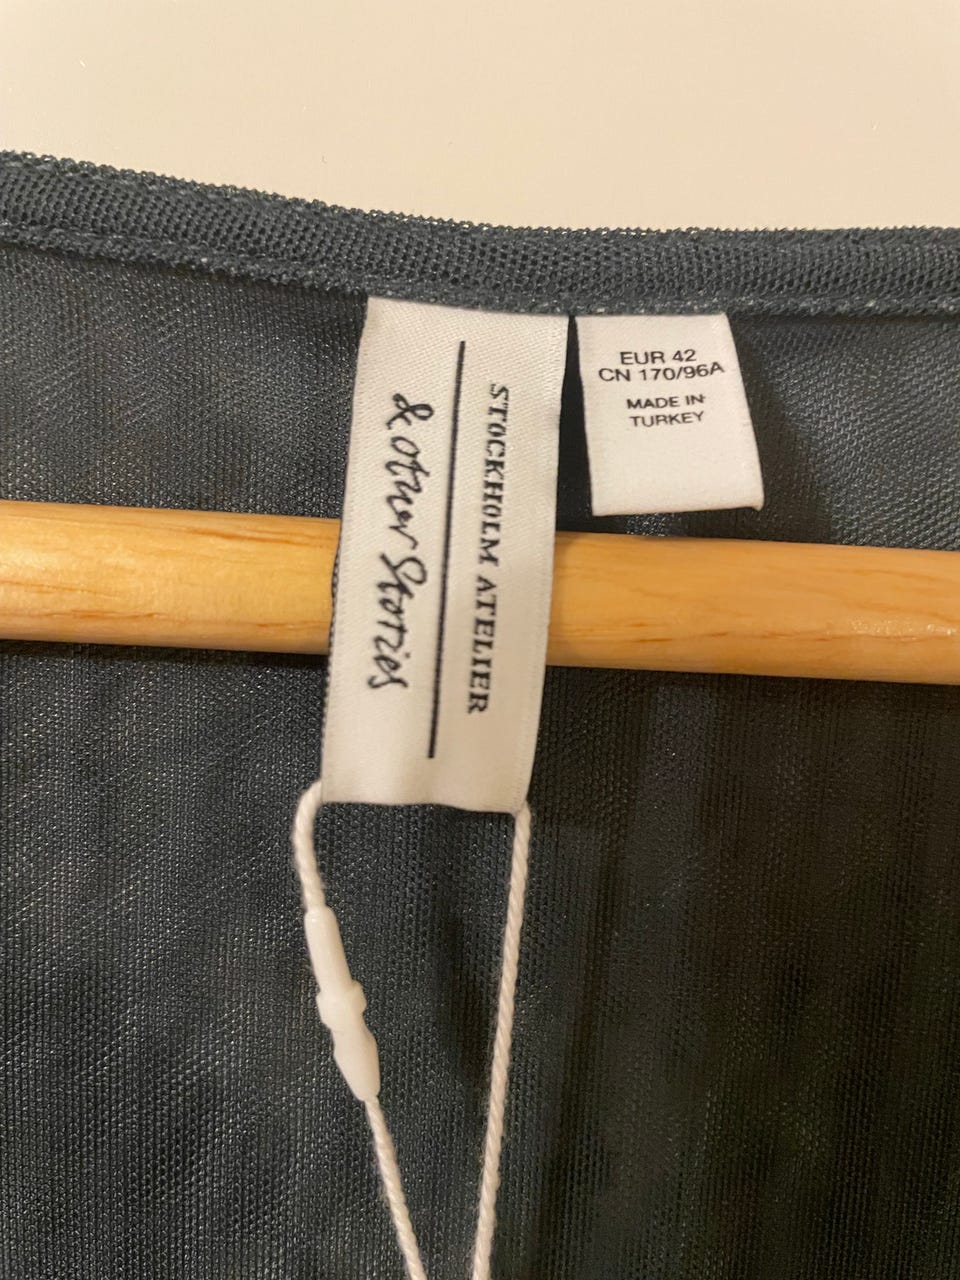 STOCKHOLM ATELIER
& other Stories
EUR 42
CN 170/96A
MADE IN
TURKEY